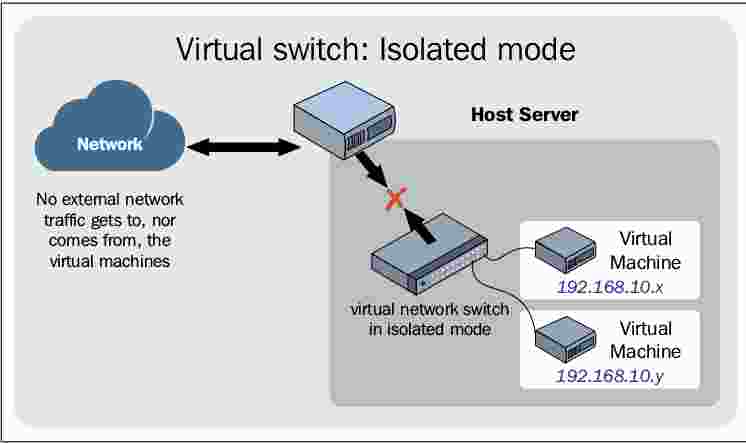 Virtual switch: Isolated mode
Network
Host Server
No external network
traffic gets to, nor
comes from, the
virtual machines
virtual network switch
in isolated mode
Virtual
Machine
192.168.10.x
Virtual
Machine
192.168.10.y